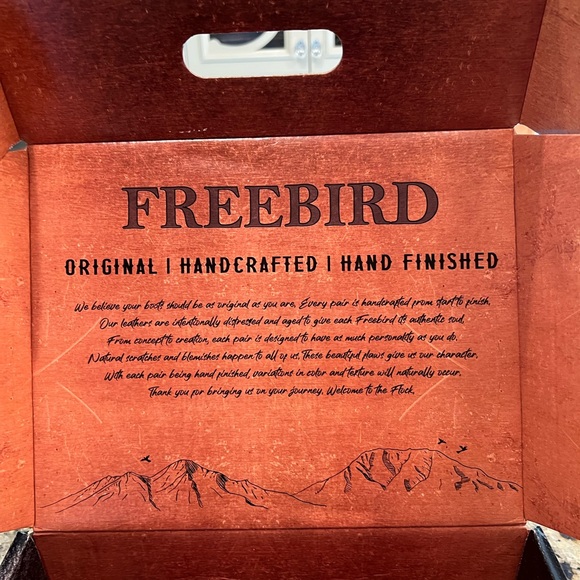 FREEBIRD
ORIGINAL | HANDCRAFTED | HAND FINISHED
We believe your boots should be as original as you are. Every pair is handcrafted from start to finish.
Our leathers are intentionally distressed and aged to give each Freebird its authentic soul.
From concept to creation, each pair is designed to have as much personality as you do.
Natural scratches and blemishes happen to all of us. These beautiful flaws give us our character.
With each pair being hand finished, variations in color and texture will naturally occur.
Thank you for bringing us on your journey. Welcome to the Flock.